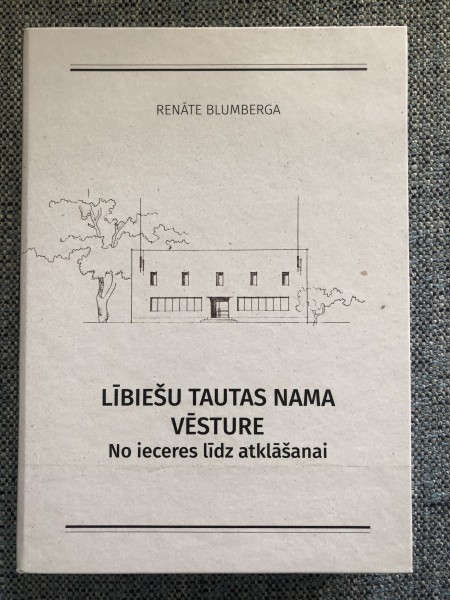 RENĀTE BLUMBERGA
LĪBIEŠU TAUTAS NAMA
VĒSTURE
No ieceres līdz atklāšanai